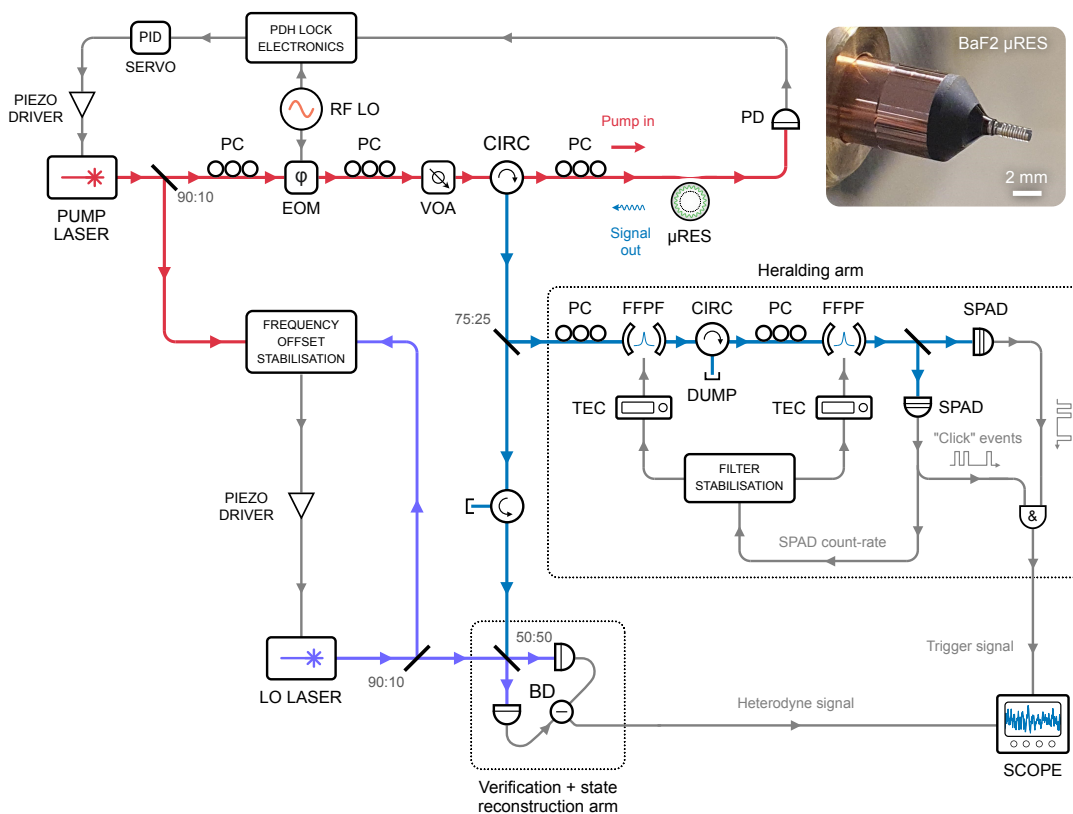 PDH LOCK
ELECTRONICS
PID
SERVO
PIEZO
DRIVER
RF LO
BaF2 µRES
2 mm
PD
PC
PC
CIRC
PC
Pump in
φ
90:10
EOM
VOA
PUMP
LASER
Signal
out
µRES
Heralding arm
75:25
PC
FFPF
CIRC
PC
FFPF
SPAD
FREQUENCY
OFFSET
STABILISATION
DUMP
TEC
TEC
SPAD
"Click" events
FILTER
STABILISATION
PIEZO
DRIVER
&
SPAD count-rate
50:50
Trigger signal
LO LASER
90:10
BD
Heterodyne signal
SCOPE
Verification + state
reconstruction arm